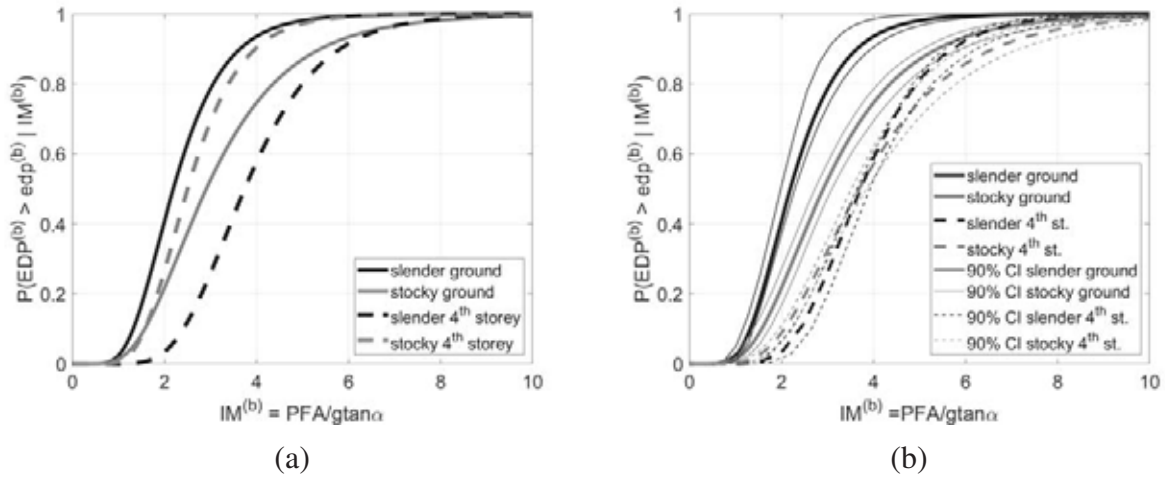 P(EDP(b) > edp(b) | IM(b))
1
0.8
0.6
0.4
0.2
0
slender ground
stocky ground
slender 4th storey
stocky 4th storey
0 2 4 6 8 10
IM(b) = PFA/gtanα
(a)
P(EDP(b) > edp(b) | IM(b))
1
0.8
0.6
0.4
0.2
0
slender ground
stocky ground
slender 4th st.
stocky 4th st.
90% CI slender ground
90% CI stocky ground
90% CI slender 4th st.
90% CI stocky 4th st.
0 2 4 6 8 10
IM(b) =PFA/gtanα
(b)